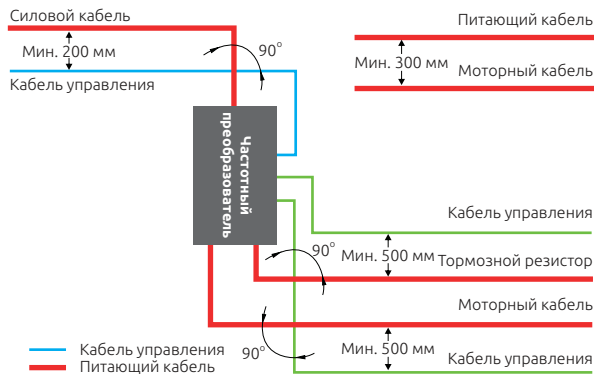 Силовой кабель
Мин. 200 мм
90°
Кабель управления
Питающий кабель
Мин. 300 мм
Моторный кабель
Частотный
преобразователь
Кабель управления
90°
Мин. 500 мм
Тормозной резистор
Моторный кабель
90°
Мин. 500 мм
Кабель управления
Кабель управления
Питающий кабель